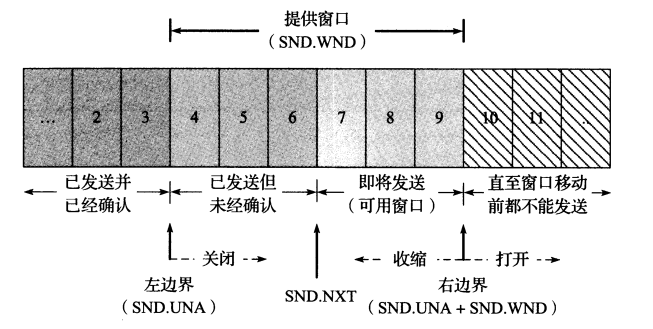 提供窗口
（SND.WND）
… 2 3 4 5 6 7 8 9 10 11 ..
已发送并 已发送但 即将发送 直至窗口移动
已经确认 未经确认 （可用窗口） 前都不能发送
关闭 收缩 打开
左边界 SND.NXT 右边界
（SND.UNA） （SND.UNA + SND.WND）